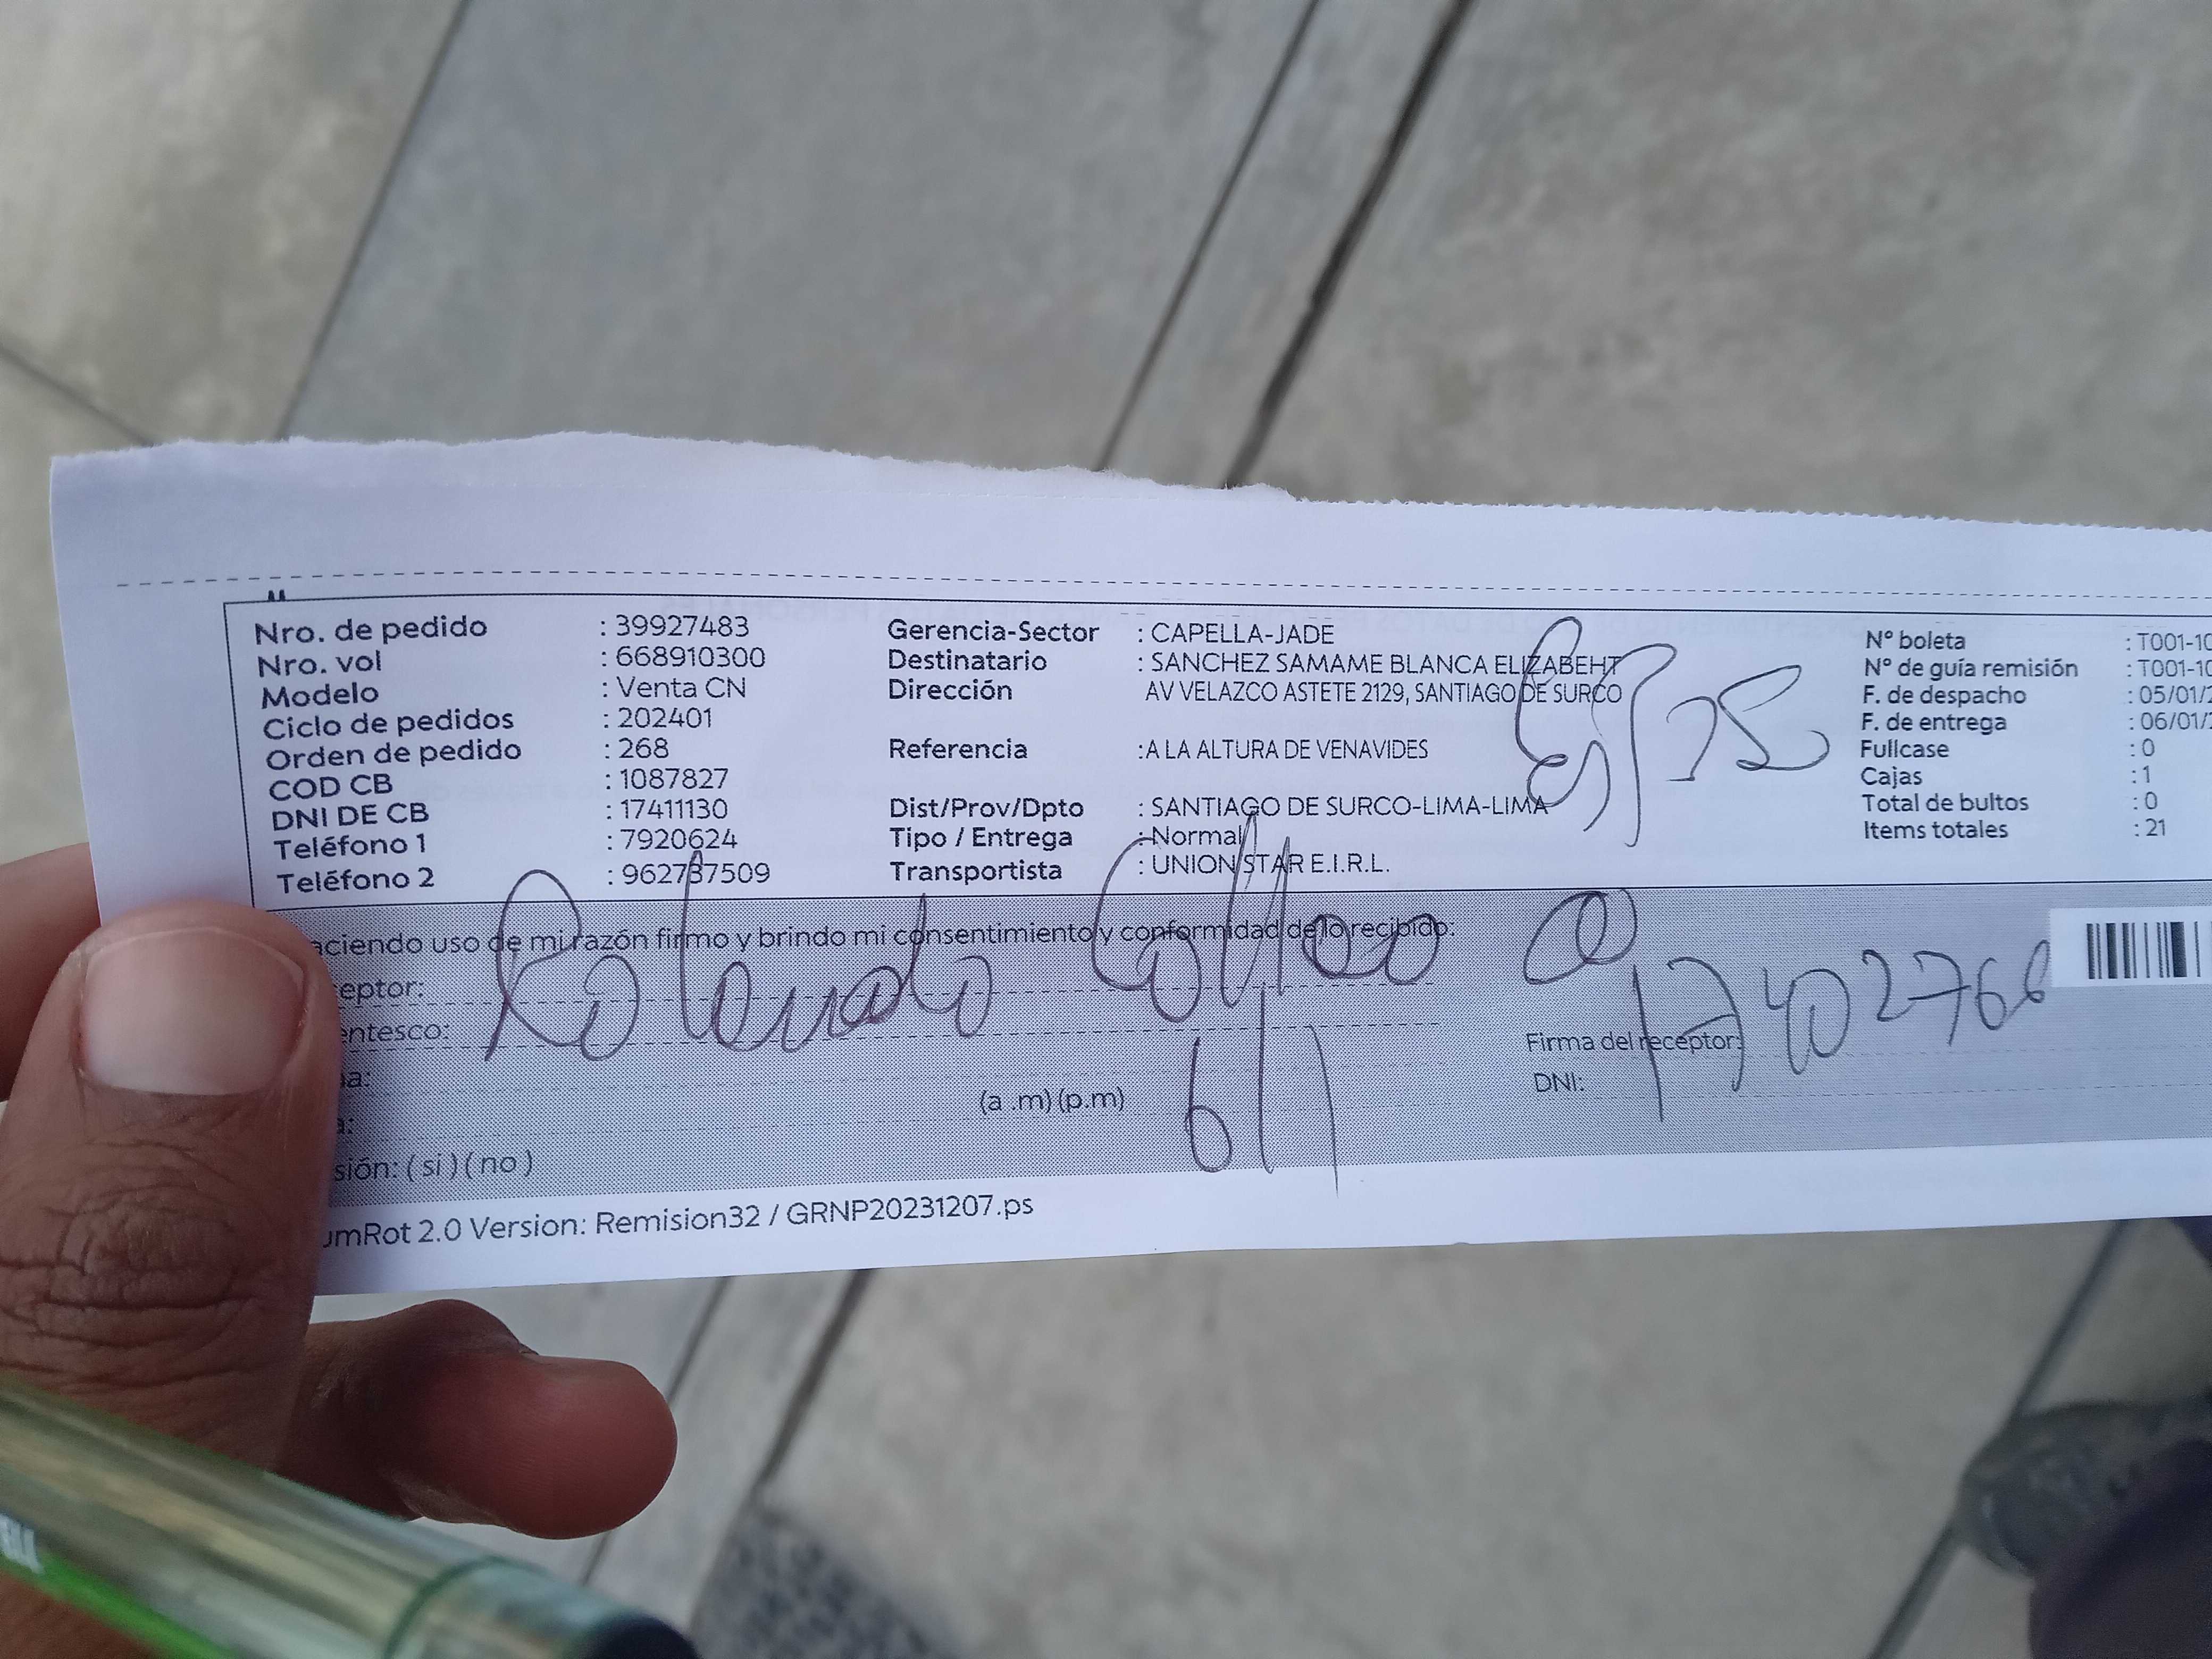 Nro. de pedido : 39927483
Nro. vol : 668910300
Modelo : Venta CN
Ciclo de pedidos : 202401
Orden de pedido : 268
COD CB : 1087827
DNI DE CB : 17411130
Teléfono 1 : 7920624
Teléfono 2 : 962737509
Gerencia-Sector : CAPELLA-JADE
Destinatario : SANCHEZ SAMAME BLANCA ELIZABEHT
Dirección AV VELAZCO ASTETE 2129, SANTIAGO DE SURCO
Referencia :A LA ALTURA DE VENAVIDES
Dist/Prov/Dpto : SANTIAGO DE SURCO-LIMA-LIMA
Tipo / Entrega : Normal
Transportista : UNION STAR E.I.R.L.
N° boleta : T001-10
N° de guía remisión : T001-10
F. de despacho : 05/01/2
F. de entrega : 06/01/2
Fullcase : 0
Cajas : 1
Total de bultos : 0
Items totales : 21
aciendo uso de mi razón firmo y brindo mi consentimiento y conformidad de lo recibido:
eptor:
entesco:
a:
a:
(a .m) (p.m)
6/1
Firma del receptor:
DNI:
17402766
sión: ( si ) ( no )
umRot 2.0 Version: Remision32 / GRNP20231207.ps